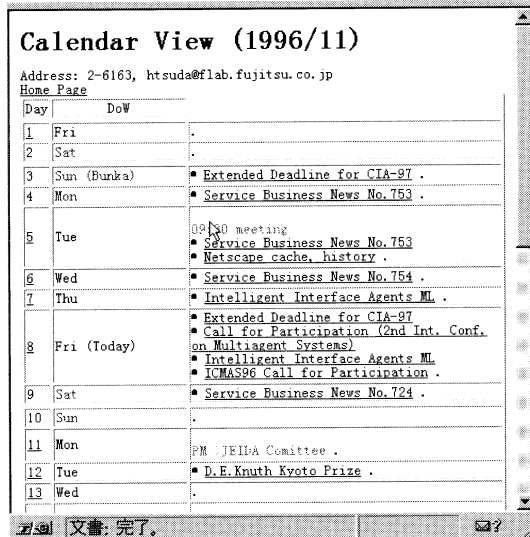 Calendar View (1996/11)
Address: 2-6163, htsuda@flab.fujitsu.co.jp
Home Page
Day DoW
1 Fri .
2 Sat .
3 Sun (Bunka) • Extended Deadline for CIA-97 .
4 Mon • Service Business News No.753 .
09:30 meeting
5 Tue • Service Business News No.753
• Netscape cache, history .
6 Wed • Service Business News No.754 .
7 Thu • Intelligent Interface Agents ML .
• Extended Deadline for CIA-97
• Call for Participation (2nd Int. Conf.
8 Fri (Today) on Multiagent Systems)
• Intelligent Interface Agents ML
• ICMAS96 Call for Participation .
9 Sat • Service Business News No.724 .
10 Sun .
11 Mon PM JEIDA Comittee .
12 Tue • D.E.Knuth Kyoto Prize .
13 Wed .
文書: 完了。
?